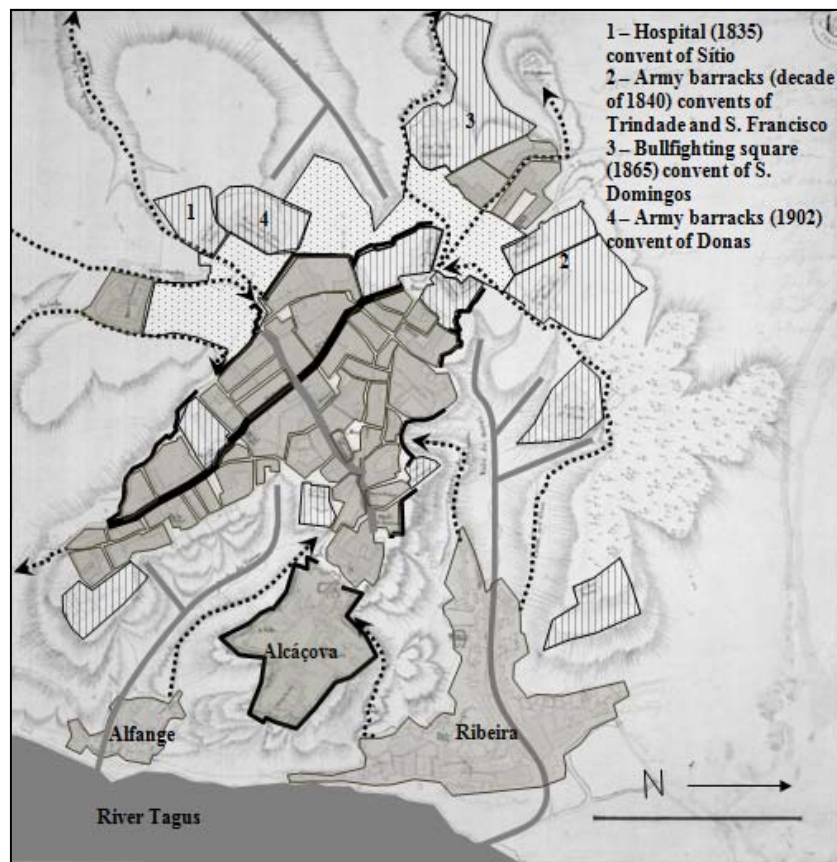 1 – Hospital (1835)
convent of Sítio
2 – Army barracks (decade
of 1840) convents of
Trindade and S. Francisco
3 – Bullfighting square
(1865) convent of S.
Domingos
4 – Army barracks (1902)
convent of Donas
3
1
4
2
Alcáçova
Alfange
Ribeira
River Tagus
N